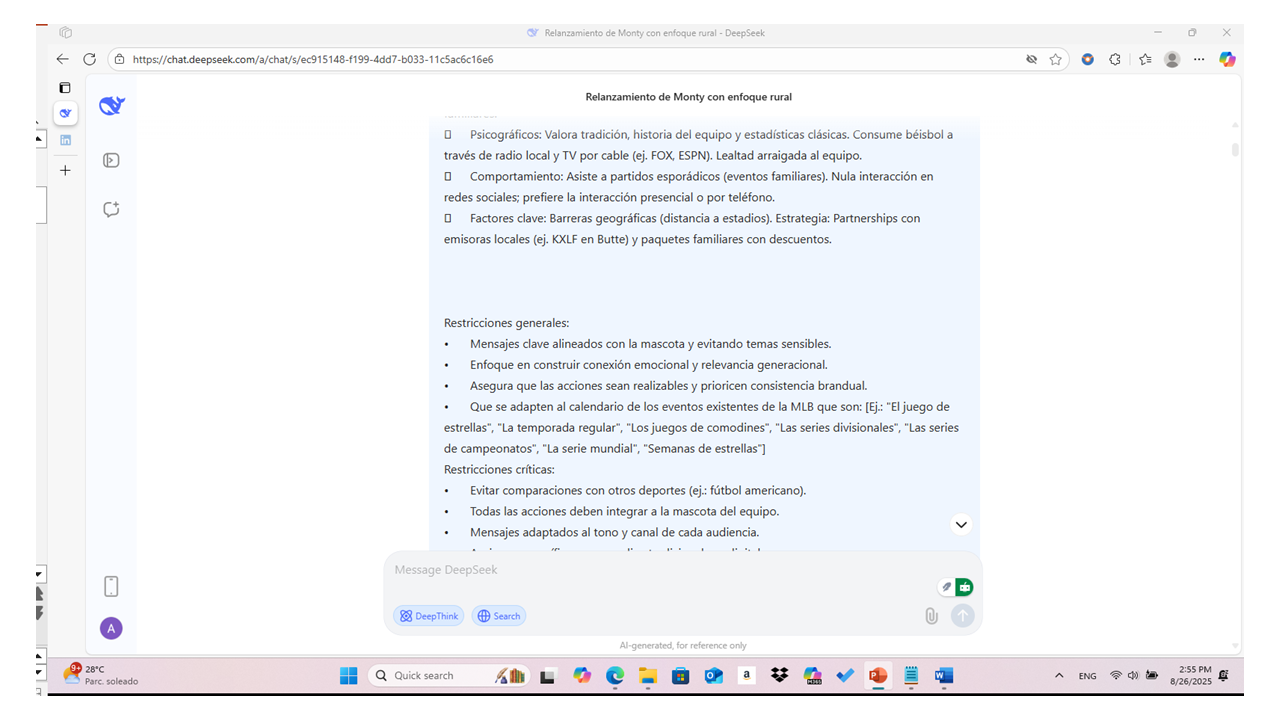 Relanzamiento de Monty con enfoque rural - DeepSeek
https://chat.deepseek.com/a/chat/s/ec915148-f199-4dd7-b033-11c5ac6c16e6
Relanzamiento de Monty con enfoque rural
Psicográficos: Valora tradición, historia del equipo y estadísticas clásicas. Consume béisbol a
través de radio local y TV por cable (ej. FOX, ESPN). Lealtad arraigada al equipo.
Comportamiento: Asiste a partidos esporádicos (eventos familiares). Nula interacción en
redes sociales; prefiere la interacción presencial o por teléfono.
Factores clave: Barreras geográficas (distancia a estadios). Estrategia: Partnerships con
emisoras locales (ej. KXLF en Butte) y paquetes familiares con descuentos.
Restricciones generales:
• Mensajes clave alineados con la mascota y evitando temas sensibles.
• Enfoque en construir conexión emocional y relevancia generacional.
• Asegura que las acciones sean realizables y prioricen consistencia brandual.
• Que se adapten al calendario de los eventos existentes de la MLB que son: [Ej.: "El juego de
estrellas", "La temporada regular", "Los juegos de comodines", "Las series divisionales", "Las series
de campeonatos", "La serie mundial", "Semanas de estrellas"]
Restricciones críticas:
• Evitar comparaciones con otros deportes (ej.: fútbol americano).
• Todas las acciones deben integrar a la mascota del equipo.
• Mensajes adaptados al tono y canal de cada audiencia.
Message DeepSeek
DeepThink
Search
A
AI-generated, for reference only
9+
28°C
Parc. soleado
Quick search
a
M365
ENG
2:55 PM
8/26/2025